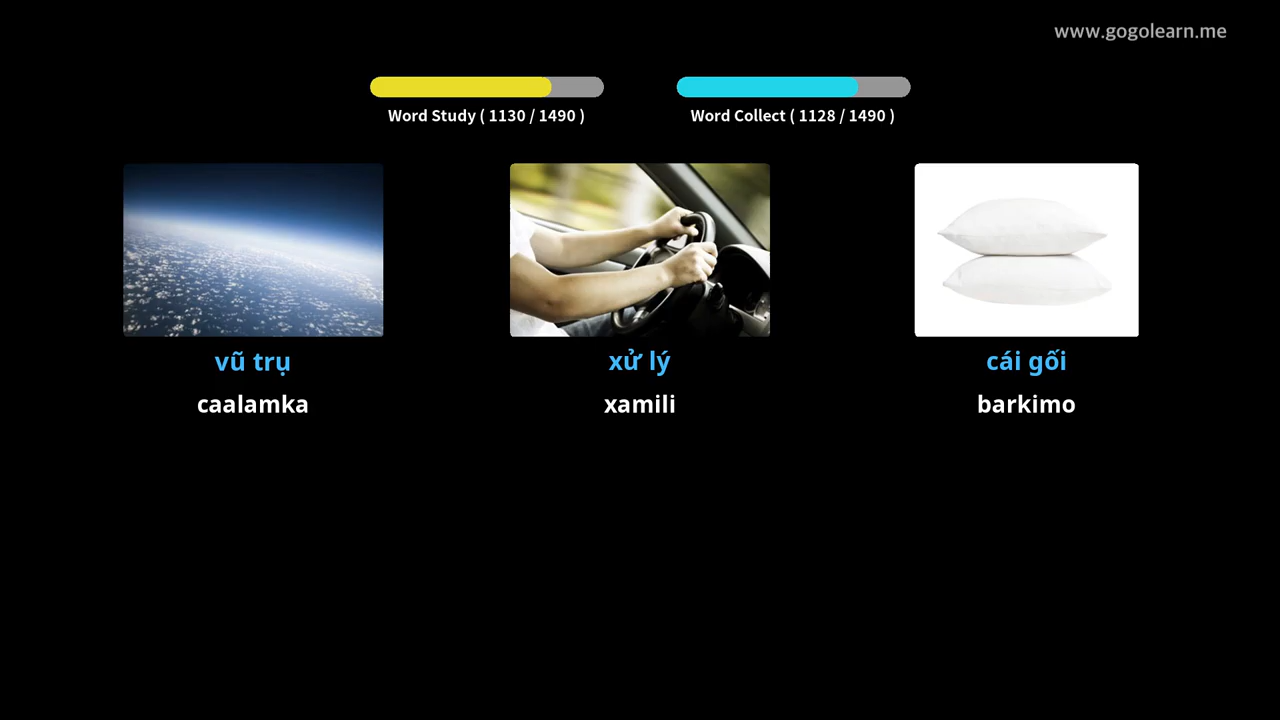 www.gogolearn.me
Word Study ( 1130 / 1490 )
Word Collect ( 1128 / 1490 )
vũ trụ
caalamka
xử lý
xamili
cái gối
barkimo